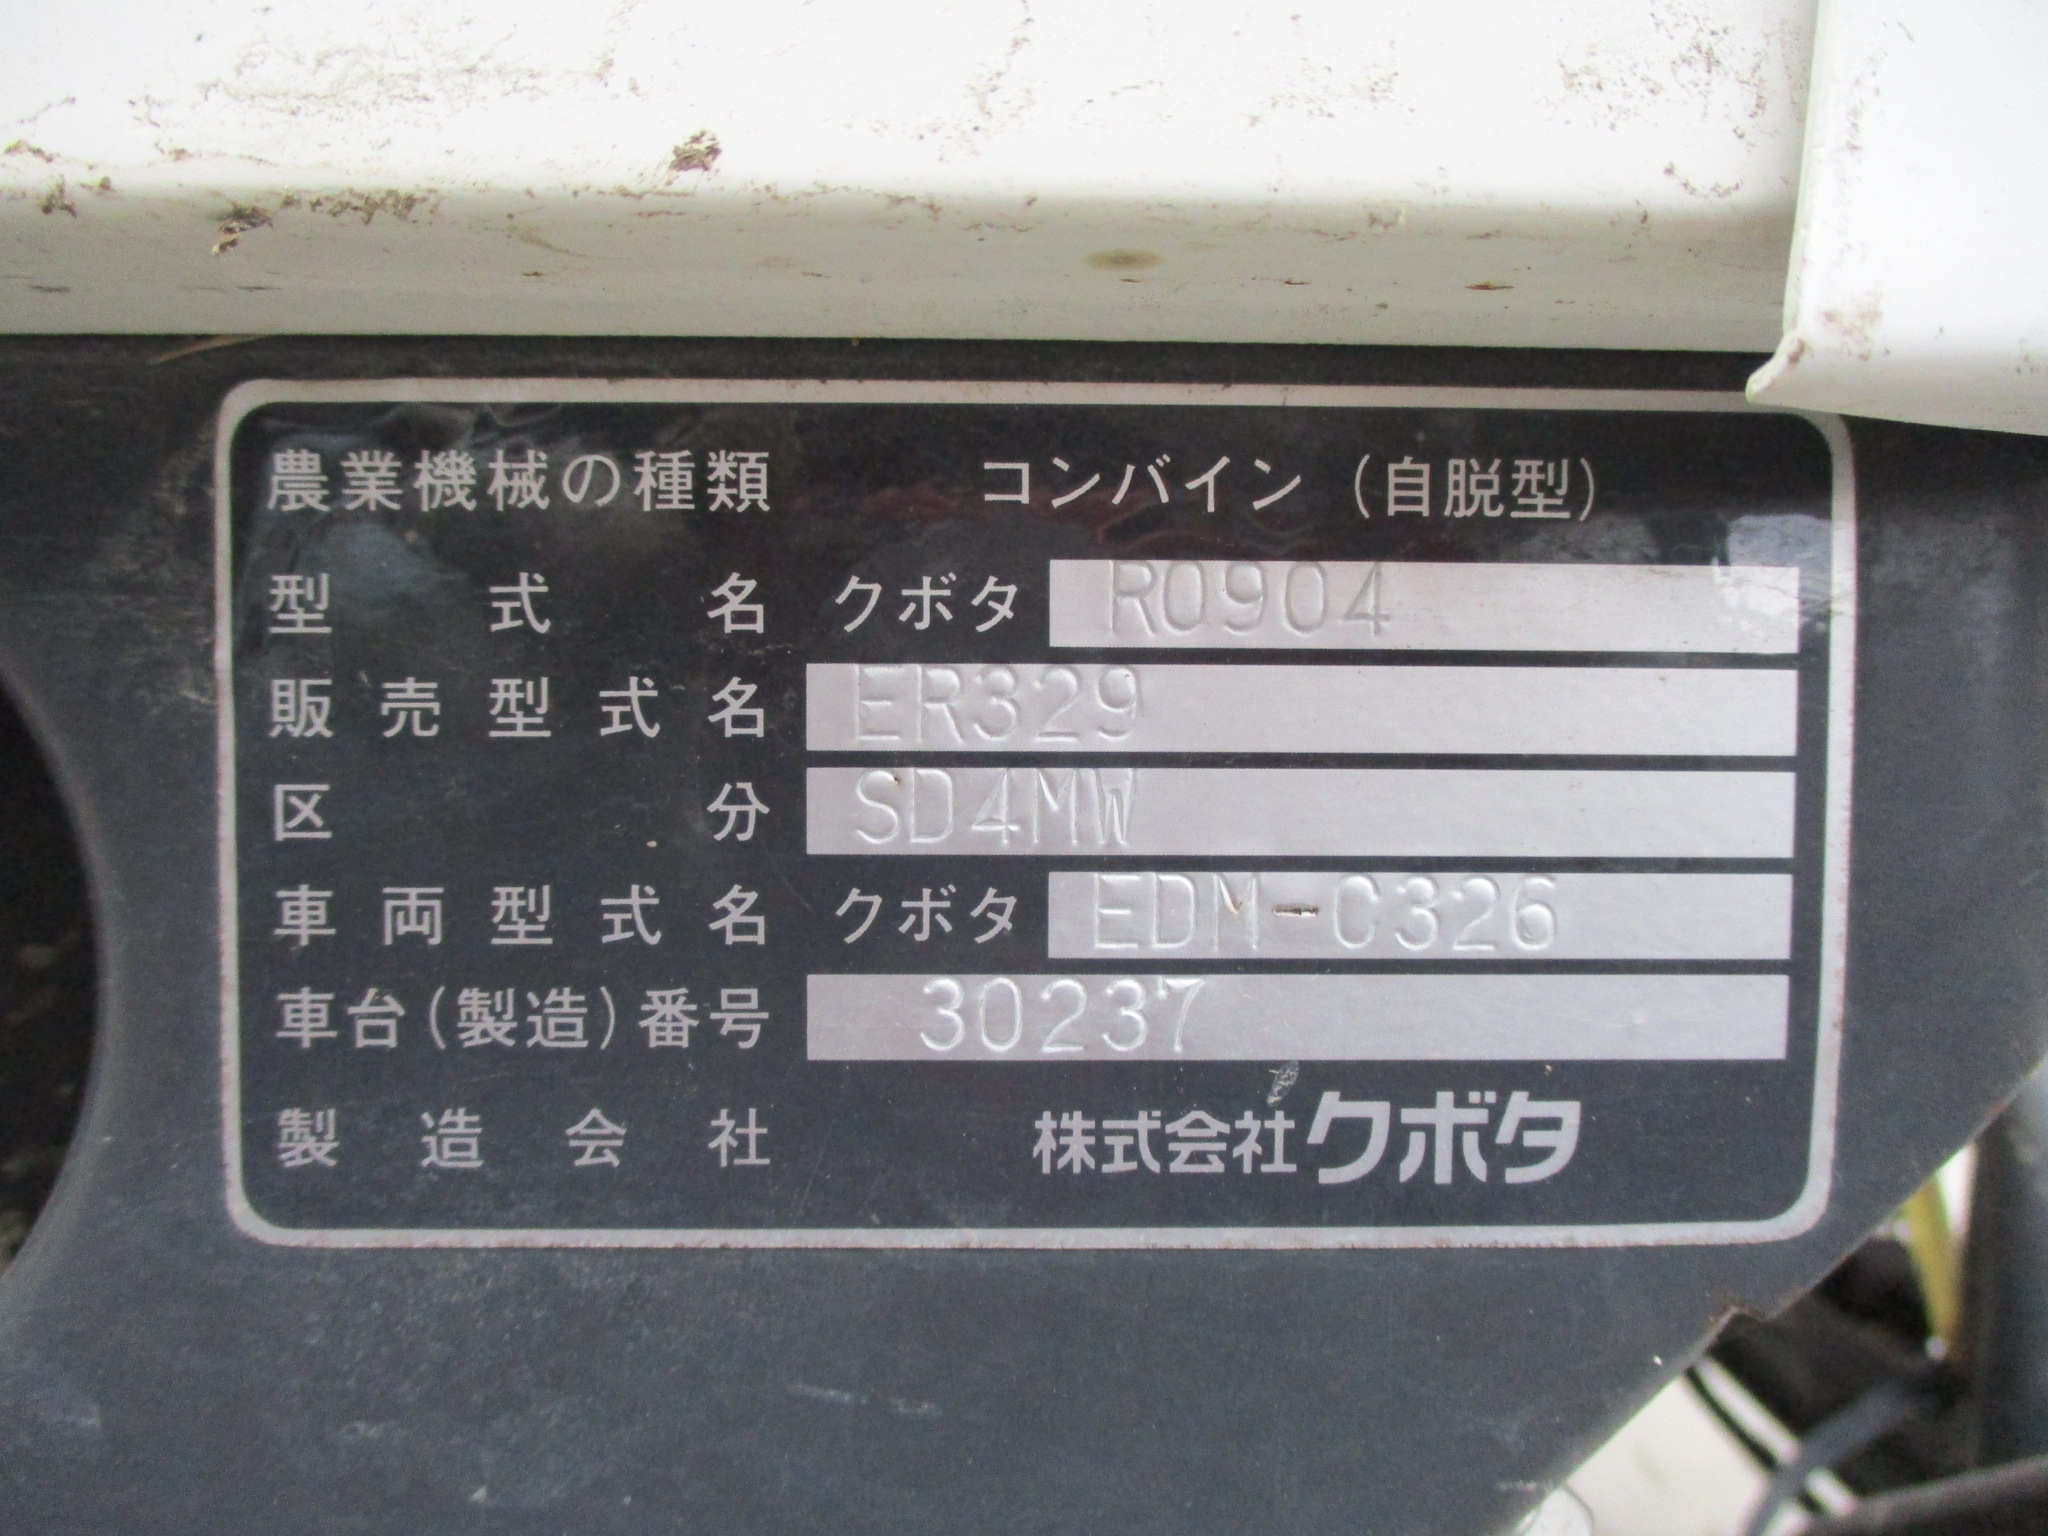 農業機械の種類 コンバイン(自脱型)
型式名 クボタ R0904
販売型式名 ER329
区分 SD4MW
車両型式名 クボタ EDM-C326
車台(製造)番号 30237
製造会社 株式会社クボタ